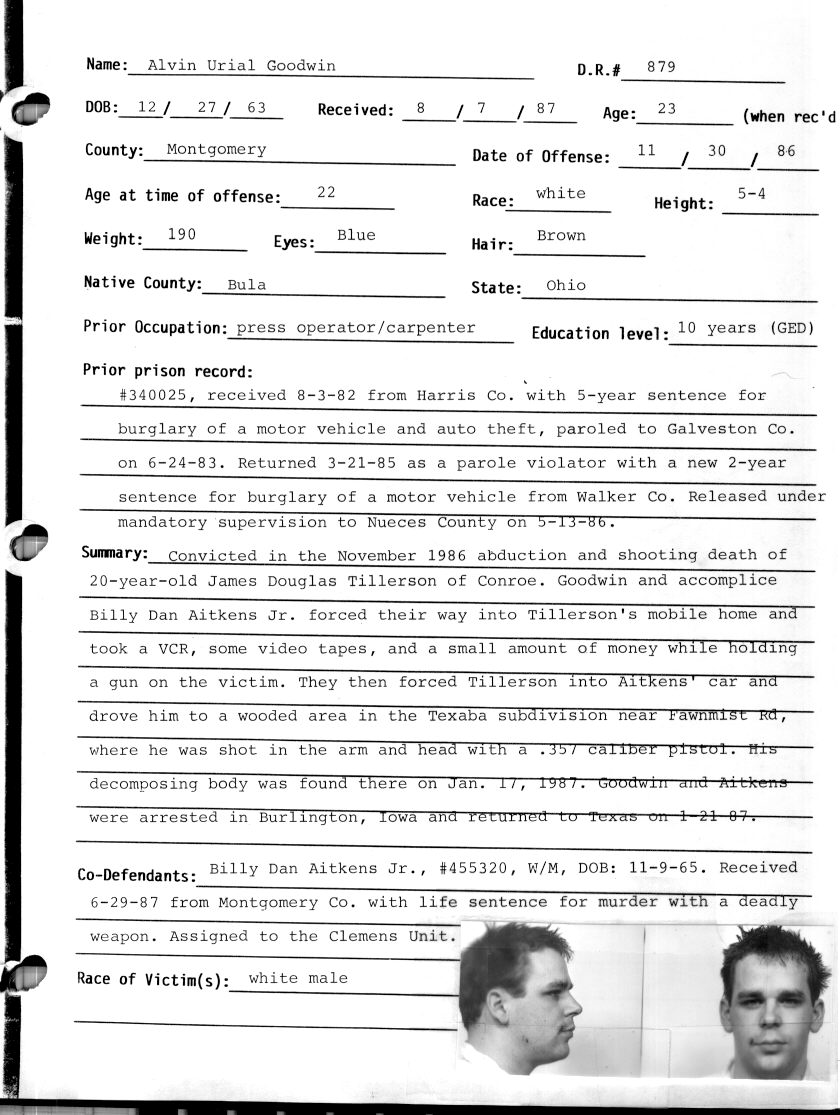 Name: Alvin Urial Goodwin D.R.# 879
DOB: 12 / 27 / 63 Received: 8 / 7 / 87 Age: 23 (when rec'd
County: Montgomery Date of Offense: 11 / 30 / 86
Age at time of offense: 22 Race: white Height: 5-4
Weight: 190 Eyes: Blue Hair: Brown
Native County: Bula State: Ohio
Prior Occupation: press operator/carpenter Education level: 10 years (GED)
Prior prison record:
#340025, received 8-3-82 from Harris Co. with 5-year sentence for
burglary of a motor vehicle and auto theft, paroled to Galveston Co.
on 6-24-83. Returned 3-21-85 as a parole violator with a new 2-year
sentence for burglary of a motor vehicle from Walker Co. Released under
mandatory supervision to Nueces County on 5-13-86.
Summary: Convicted in the November 1986 abduction and shooting death of
20-year-old James Douglas Tillerson of Conroe. Goodwin and accomplice
Billy Dan Aitkens Jr. forced their way into Tillerson's mobile home and
took a VCR, some video tapes, and a small amount of money while holding
a gun on the victim. They then forced Tillerson into Aitkens' car and
drove him to a wooded area in the Texaba subdivision near Fawnmist Rd,
where he was shot in the arm and head with a .357 caliber pistol. His
decomposing body was found there on Jan. 17, 1987. Goodwin and Aitkens
were arrested in Burlington, Iowa and returned to Texas on 1-21-87.
Co-Defendants: Billy Dan Aitkens Jr., #455320, W/M, DOB: 11-9-65. Received
6-29-87 from Montgomery Co. with life sentence for murder with a deadly
weapon. Assigned to the Clemens Unit.
Race of Victim(s): white male